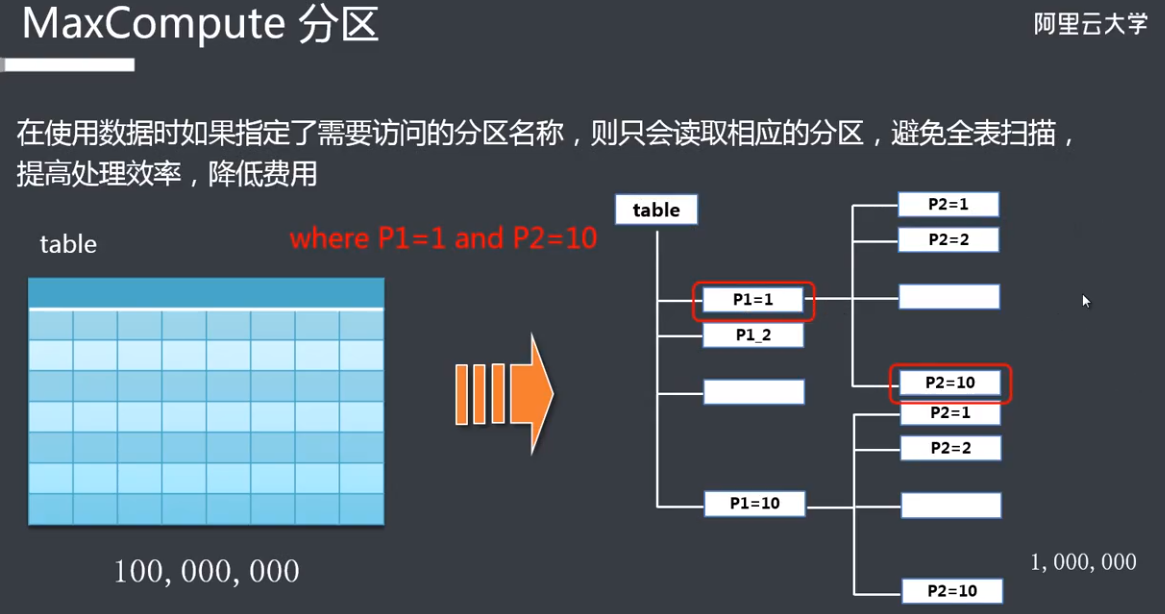 MaxCompute 分区
阿里云大学
在使用数据时如果指定了需要访问的分区名称，则只会读取相应的分区，避免全表扫描，
提高处理效率，降低费用
table
where P1=1 and P2=10
100, 000, 000
table
P1=1
P1_2
P1=10
P2=1
P2=2
P2=10
P2=1
P2=2
P2=10
1, 000, 000